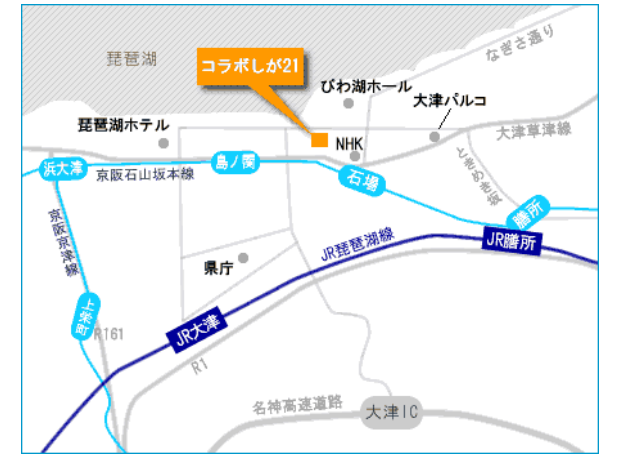 なぎさ通り
琵琶湖
コラボしが21
びわ湖ホール
大津パルコ
琵琶湖ホテル
大津草津線
NHK
島ノ関
浜大津
京阪石山坂本線
石場
ときめき坂
膳所
京阪京津線
JR琵琶湖線
JR膳所
県庁
上栄町
JR大津
R161
R1
名神高速道路
大津IC